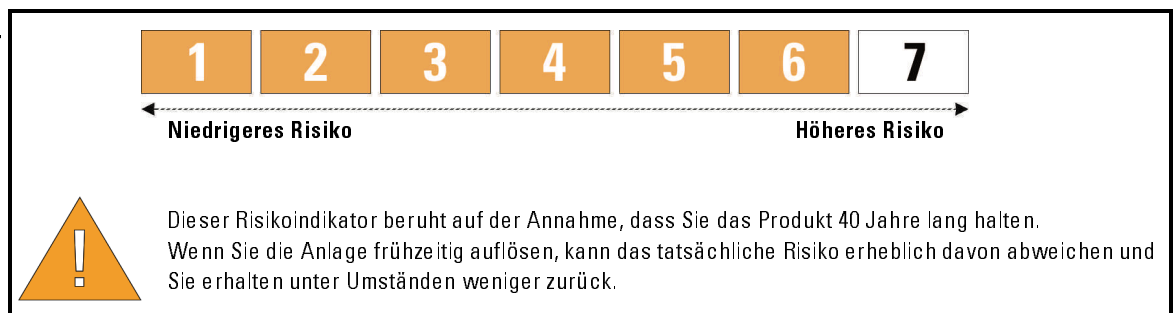 1 2 3 4 5 6 7
Niedrigeres Risiko Höheres Risiko
!
Dieser Risikoindikator beruht auf der Annahme, dass Sie das Produkt 40 Jahre lang halten.
Wenn Sie die Anlage frühzeitig auflösen, kann das tatsächliche Risiko erheblich davon abweichen und
Sie erhalten unter Umständen weniger zurück.